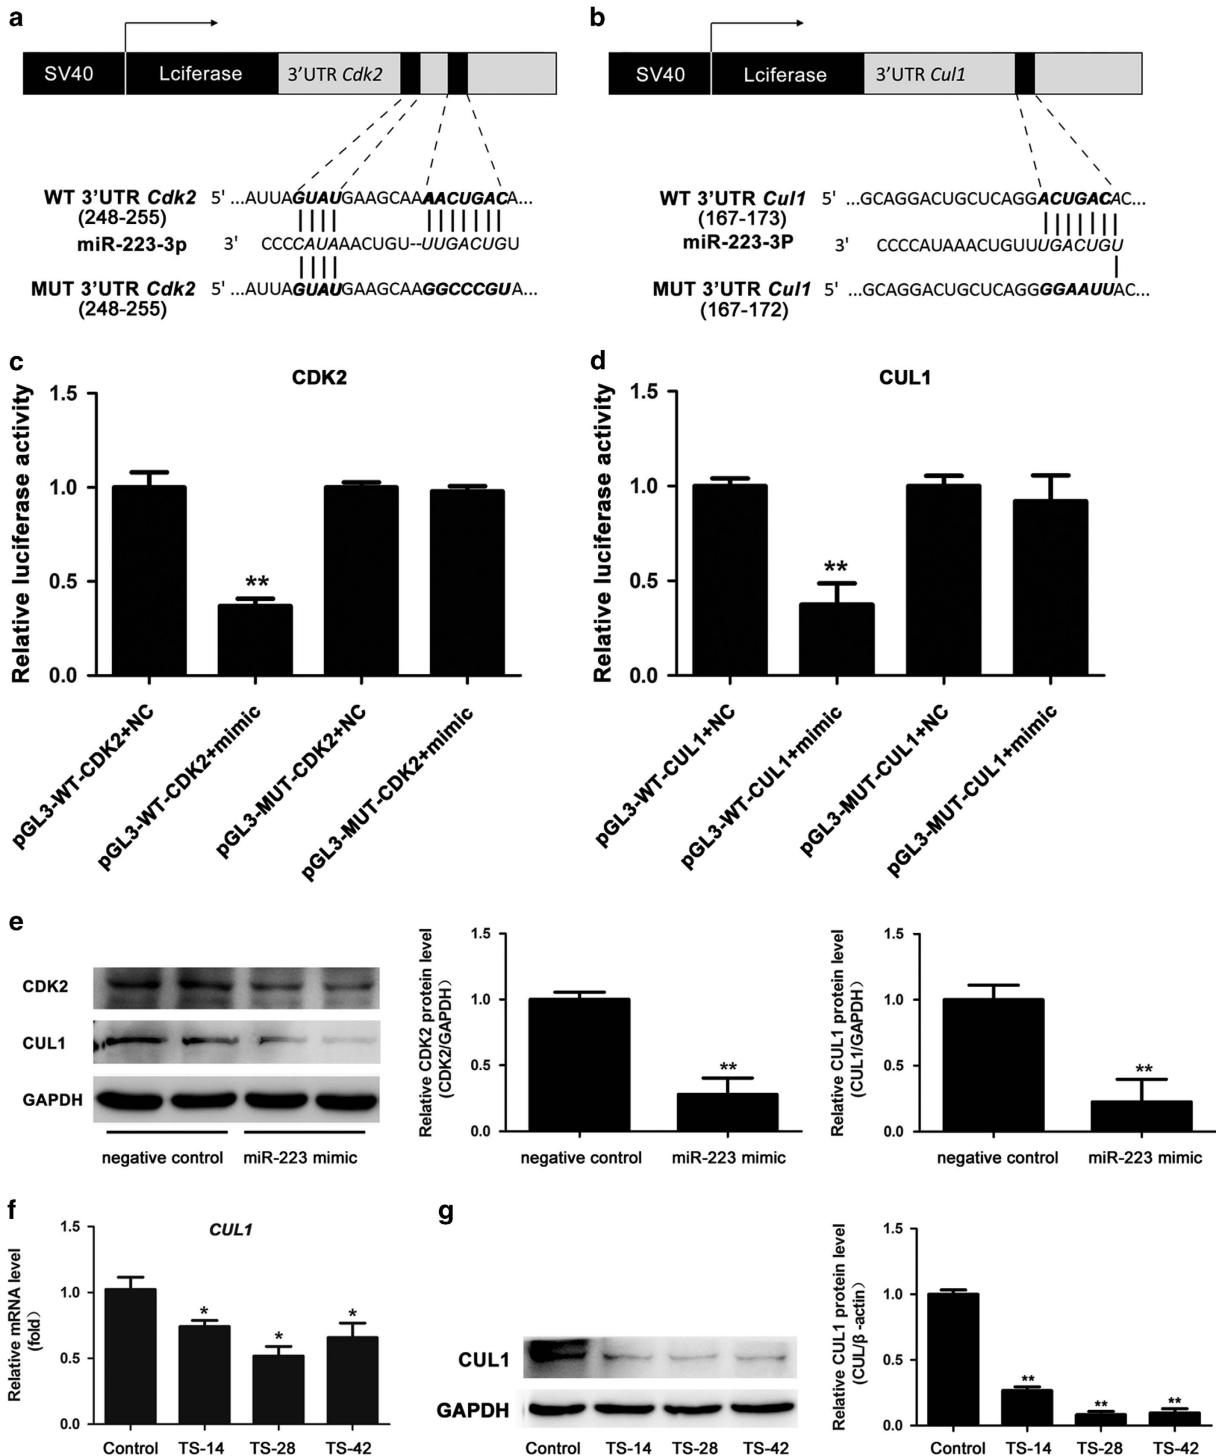 a
SV40
Lciferase
3'UTR Cdk2
WT 3'UTR Cdk2
(248-255)
5' ...AUUAGUAUGAAGCAAAACUGACA...
miR-223-3p
3' CCCCAUAAACUGU--UUGACUGU
MUT 3'UTR Cdk2
(248-255)
5' ...AUUAGUAUGAAGCAAGGCCCGUA...
b
SV40
Lciferase
3'UTR Cul1
WT 3'UTR Cul1
(167-173)
5' ...GCAGGACUGCUCAGGACUGACAC...
miR-223-3P
3' CCCCAUAAACUGUUUGACUGU
MUT 3'UTR Cul1
(167-172)
5' ...GCAGGACUGCUCAGGGGAAUUAC...
c
CDK2
Relative luciferase activity
1.5
1.0
0.5
0.0
**
pGL3-WT-CDK2+NC
pGL3-WT-CDK2+mimic
pGL3-MUT-CDK2+NC
pGL3-MUT-CDK2+mimic
d
CUL1
Relative luciferase activity
1.5
1.0
0.5
0.0
**
pGL3-WT-CUL1+NC
pGL3-WT-CUL1+mimic
pGL3-MUT-CUL1+NC
pGL3-MUT-CUL1+mimic
e
CDK2
CUL1
GAPDH
negative control
miR-223 mimic
Relative CDK2 protein level
(CDK2/GAPDH)
1.5
1.0
0.5
0.0
**
negative control
miR-223 mimic
Relative CUL1 protein level
(CUL1/GAPDH)
1.5
1.0
0.5
0.0
**
negative control
miR-223 mimic
f
CUL1
Relative mRNA level
(fold)
1.5
1.0
0.5
0.0
*
*
*
Control
TS-14
TS-28
TS-42
g
CUL1
GAPDH
Control
TS-14
TS-28
TS-42
Relative CUL1 protein level
(CUL/β -actin)
1.5
1.0
0.5
0.0
**
**
**
Control
TS-14
TS-28
TS-42